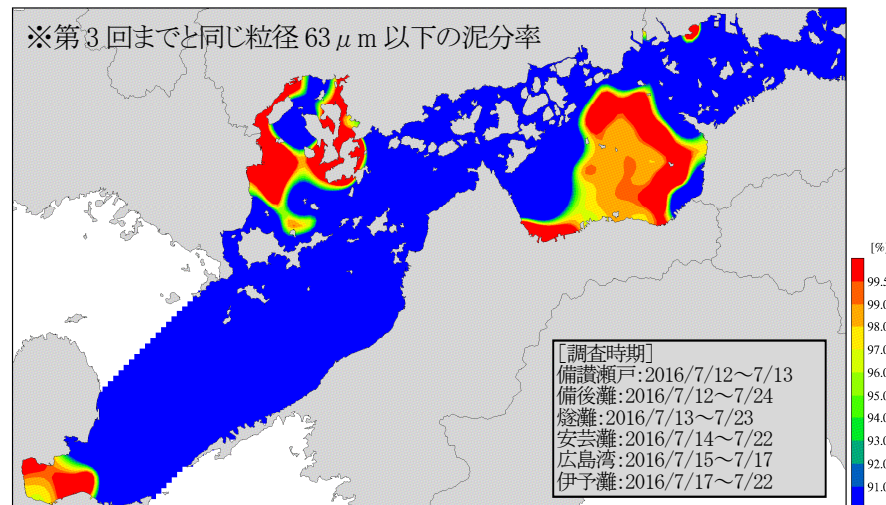 ※第3回までと同じ粒径63μm以下の泥分率
[%]
99.5
99.0
98.0
97.0
96.0
95.0
93.0
92.0
91.0
[調査時期]
備讃瀬戸:2016/7/12～7/13
備後灘:2016/7/12～7/24
燧灘:2016/7/13～7/23
安芸灘:2016/7/14～7/22
広島湾:2016/7/15～7/17
伊予灘:2016/7/17～7/22